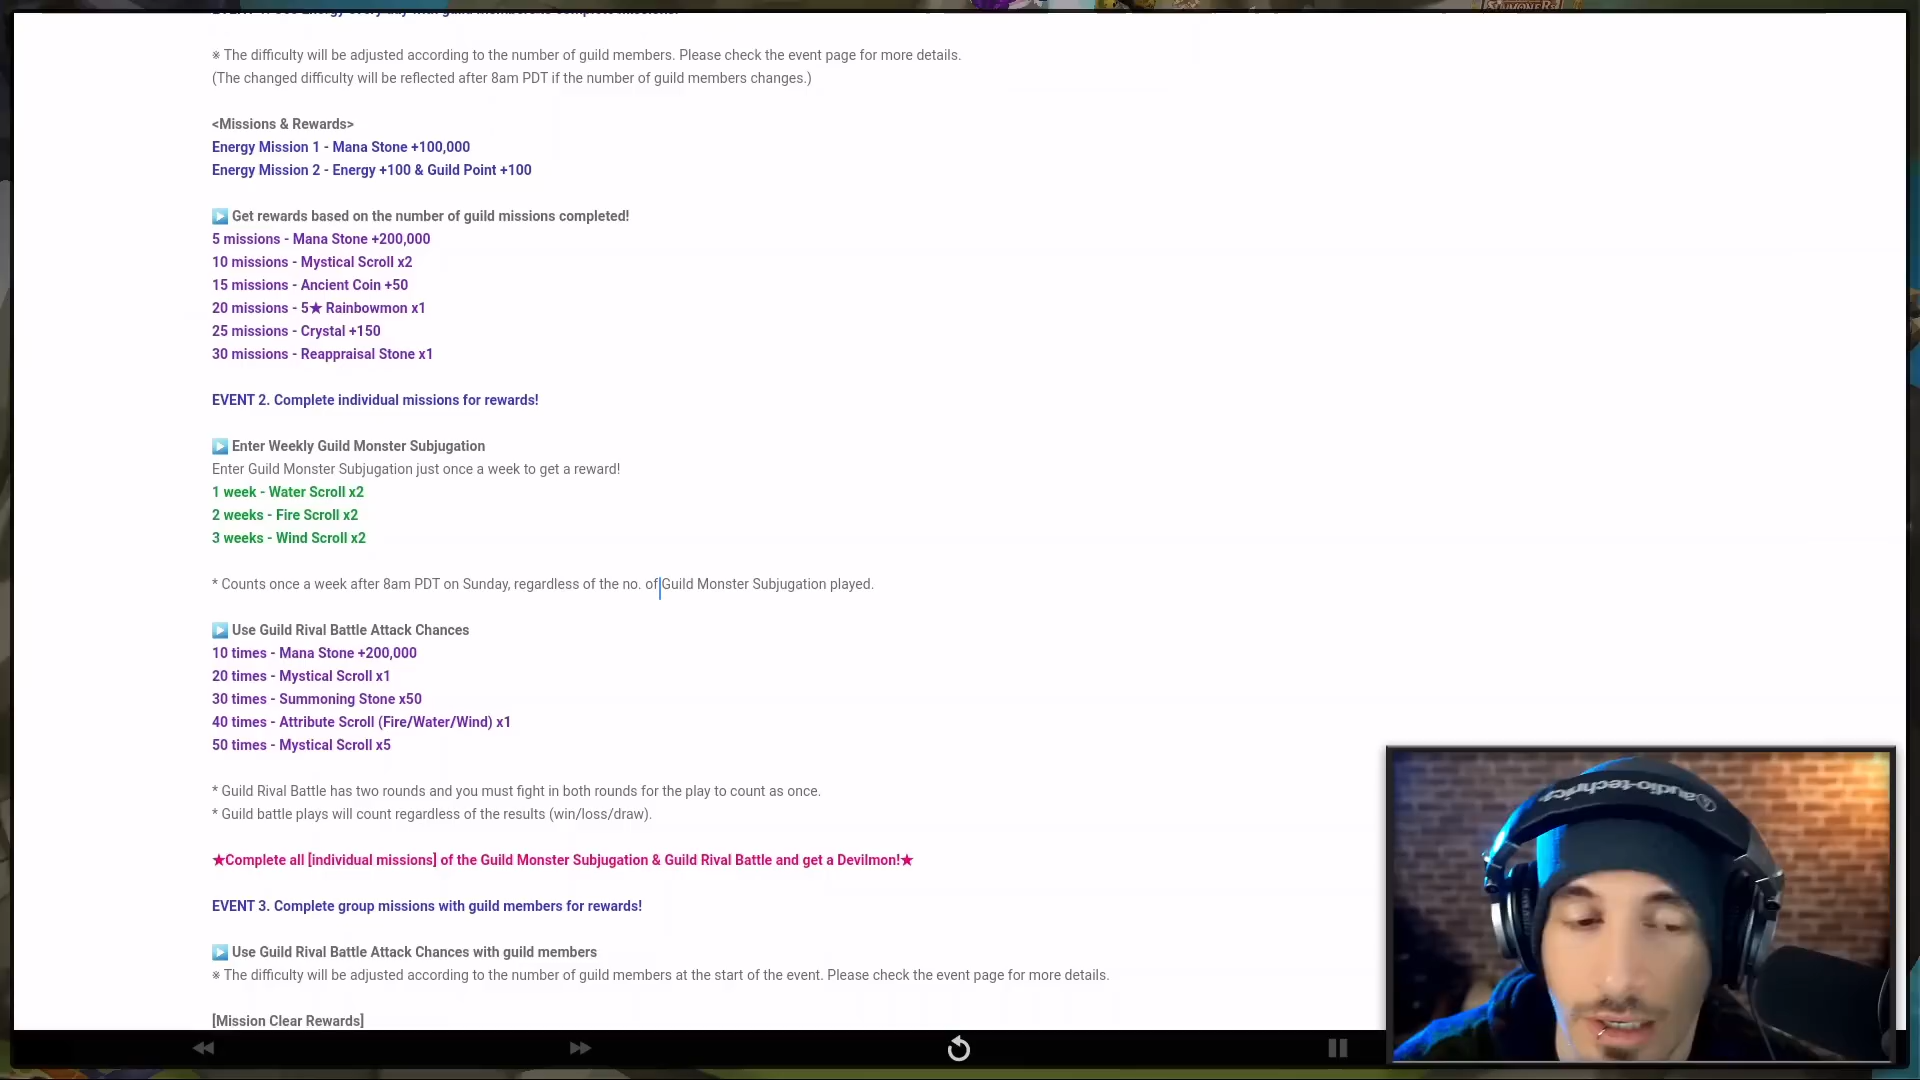 ※ The difficulty will be adjusted according to the number of guild members. Please check the event page for more details.
(The changed difficulty will be reflected after 8am PDT if the number of guild members changes.)
<Missions & Rewards>
Energy Mission 1 - Mana Stone +100,000
Energy Mission 2 - Energy +100 & Guild Point +100
▶ Get rewards based on the number of guild missions completed!
5 missions - Mana Stone +200,000
10 missions - Mystical Scroll x2
15 missions - Ancient Coin +50
20 missions - 5★ Rainbowmon x1
25 missions - Crystal +150
30 missions - Reappraisal Stone x1
EVENT 2. Complete individual missions for rewards!
▶ Enter Weekly Guild Monster Subjugation
Enter Guild Monster Subjugation just once a week to get a reward!
1 week - Water Scroll x2
2 weeks - Fire Scroll x2
3 weeks - Wind Scroll x2
* Counts once a week after 8am PDT on Sunday, regardless of the no. of Guild Monster Subjugation played.
▶ Use Guild Rival Battle Attack Chances
10 times - Mana Stone +200,000
20 times - Mystical Scroll x1
30 times - Summoning Stone x50
40 times - Attribute Scroll (Fire/Water/Wind) x1
50 times - Mystical Scroll x5
* Guild Rival Battle has two rounds and you must fight in both rounds for the play to count as once.
* Guild battle plays will count regardless of the results (win/loss/draw).
★Complete all [individual missions] of the Guild Monster Subjugation & Guild Rival Battle and get a Devilmon!★
EVENT 3. Complete group missions with guild members for rewards!
▶ Use Guild Rival Battle Attack Chances with guild members
※ The difficulty will be adjusted according to the number of guild members at the start of the event. Please check the event page for more details.
[Mission Clear Rewards]
audio-technica